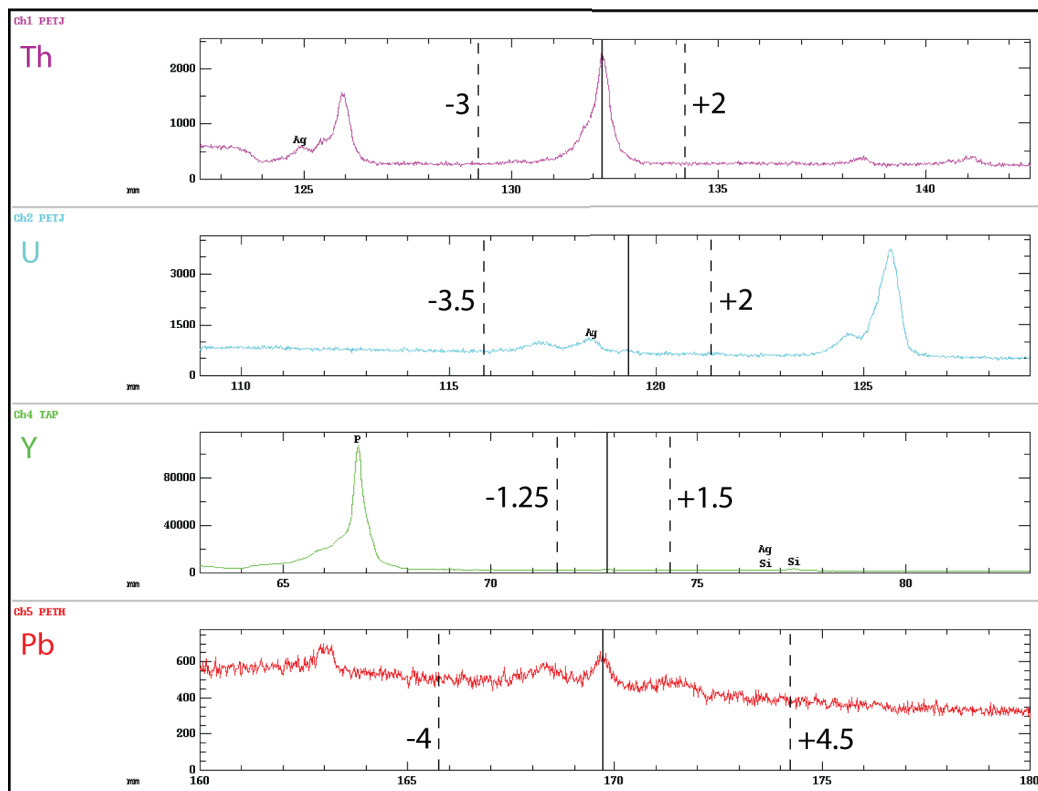 Ch1 PETJ
Th
2000
1000
0
-3
+2
Ag
mm
125
130
135
140
Ch2 PETJ
U
3000
1500
0
-3.5
+2
Ag
mm
110
115
120
125
Ch4 TAP
Y
80000
40000
0
P
-1.25
+1.5
Ag
Si
Si
mm
65
70
75
80
Ch5 PETH
Pb
600
400
200
0
-4
+4.5
mm
160
165
170
175
180